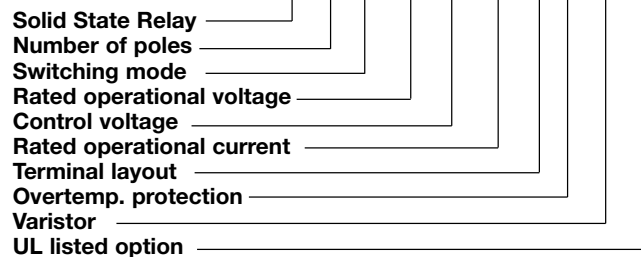 Solid State Relay
Number of poles
Switching mode
Rated operational voltage
Control voltage
Rated operational current
Terminal layout
Overtemp. protection
Varistor
UL listed option